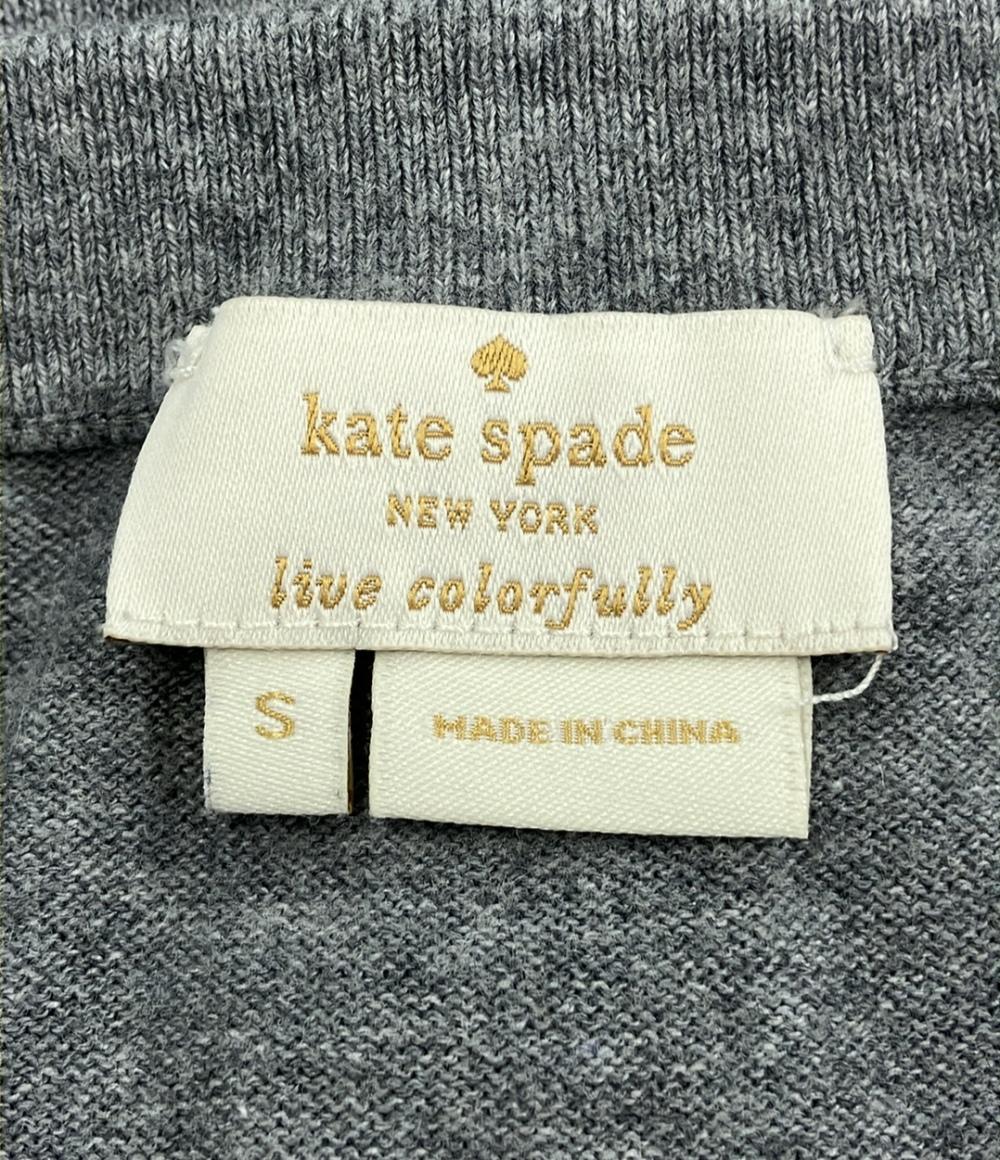 kate spade
NEW YORK
live colorfully
S
MADE IN CHINA